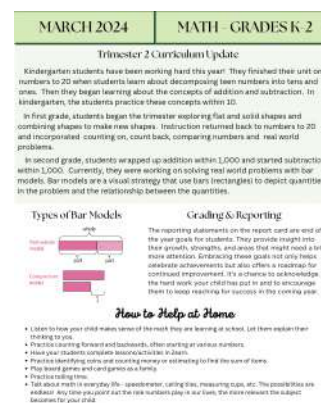 MARCH 2024
MATH - GRADES K-2
Trimester 2 Curriculum Update
Kindergarten students have been working hard this year! They finished their unit on
numbers to 20 when students learn about decomposing teen numbers into tens and
ones. Then they began learning about the concepts of addition and subtraction. In
kindergarten, the students practice these concepts within 10.
In first grade, students began the trimester exploring flat and solid shapes and
combining shapes to make new shapes. Instruction returned back to numbers to 20
and incorporated counting on, count back, comparing numbers and real world
problems.
In second grade, students wrapped up addition within 1,000 and started subtraction
within 1,000. Currently, they were working on solving real world problems with bar
models. Bar models are a visual strategy that use bars (rectangles) to depict quantities
in the problem and the relationship between the quantities.
Types of Bar Models
whole
Part-whole
model
part
part
Comparison
model
Grading & Reporting
The reporting statements on the report card are end of
the year goals for students. They provide insight into
their growth, strengths, and areas that might need a bit
more attention. Embracing these goals not only helps
celebrate achievements but also offers a roadmap for
continued improvement. It's a chance to acknowledge
the hard work your child has put in and to encourage
them to keep reaching for success in the coming year.
How to Help at Home
Listen to how your child makes sense of the math they are learning at school. Let them explain their
thinking to you.
Practice counting forward and backwards, often starting at various numbers.
Have your students complete lessons/activities in Zearn.
Practice identifying coins and counting money or estimating to find the sum of items.
Play board games and card games as a family.
Practice telling time.
Talk about math in everyday life - speedometer, cutting tiles, measuring cups, etc. The possibilities are
endless! Any time you point out the role numbers play in our lives, the more relevant the subject
becomes for your child